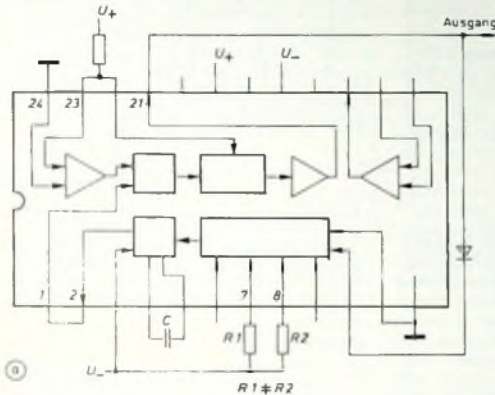 U+
Ausgang
U+ U-
24 23 21
1 2 7 8
C R1 R2
U-
a
R1 ≠ R2